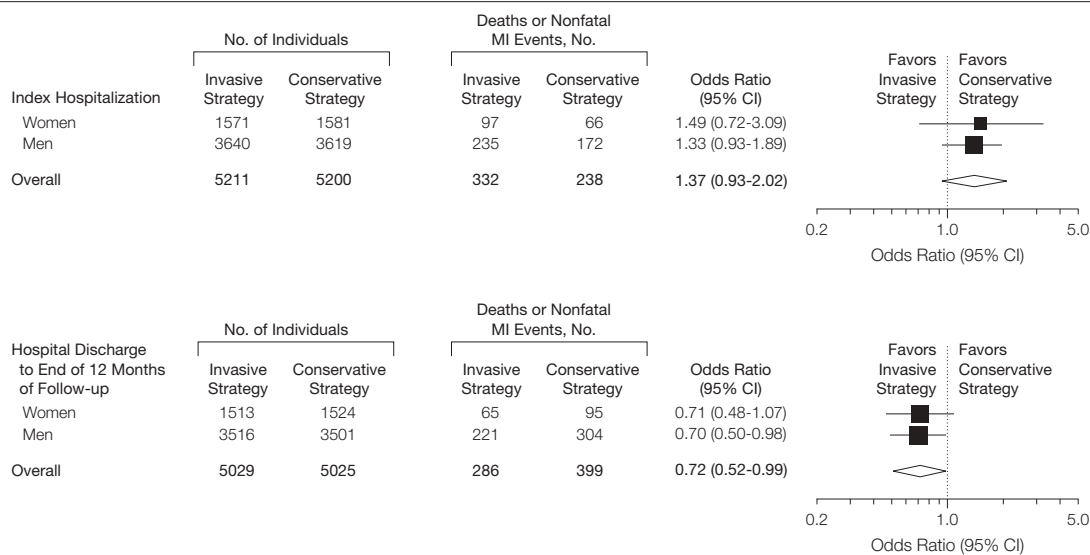 Deaths or Nonfatal
No. of Individuals MI Events, No.
Favors Favors
Invasive Conservative Invasive Conservative Odds Ratio Invasive Conservative
Index Hospitalization Strategy Strategy Strategy Strategy (95% CI) Strategy Strategy
Women 1571 1581 97 66 1.49 (0.72-3.09)
Men 3640 3619 235 172 1.33 (0.93-1.89)
Overall 5211 5200 332 238 1.37 (0.93-2.02)
0.2 1.0 5.0
Odds Ratio (95% CI)
Deaths or Nonfatal
No. of Individuals MI Events, No.
Hospital Discharge Favors Favors
to End of 12 Months Invasive Conservative Invasive Conservative Odds Ratio Invasive Conservative
of Follow-up Strategy Strategy Strategy Strategy (95% CI) Strategy Strategy
Women 1513 1524 65 95 0.71 (0.48-1.07)
Men 3516 3501 221 304 0.70 (0.50-0.98)
Overall 5029 5025 286 399 0.72 (0.52-0.99)
0.2 1.0 5.0
Odds Ratio (95% CI)